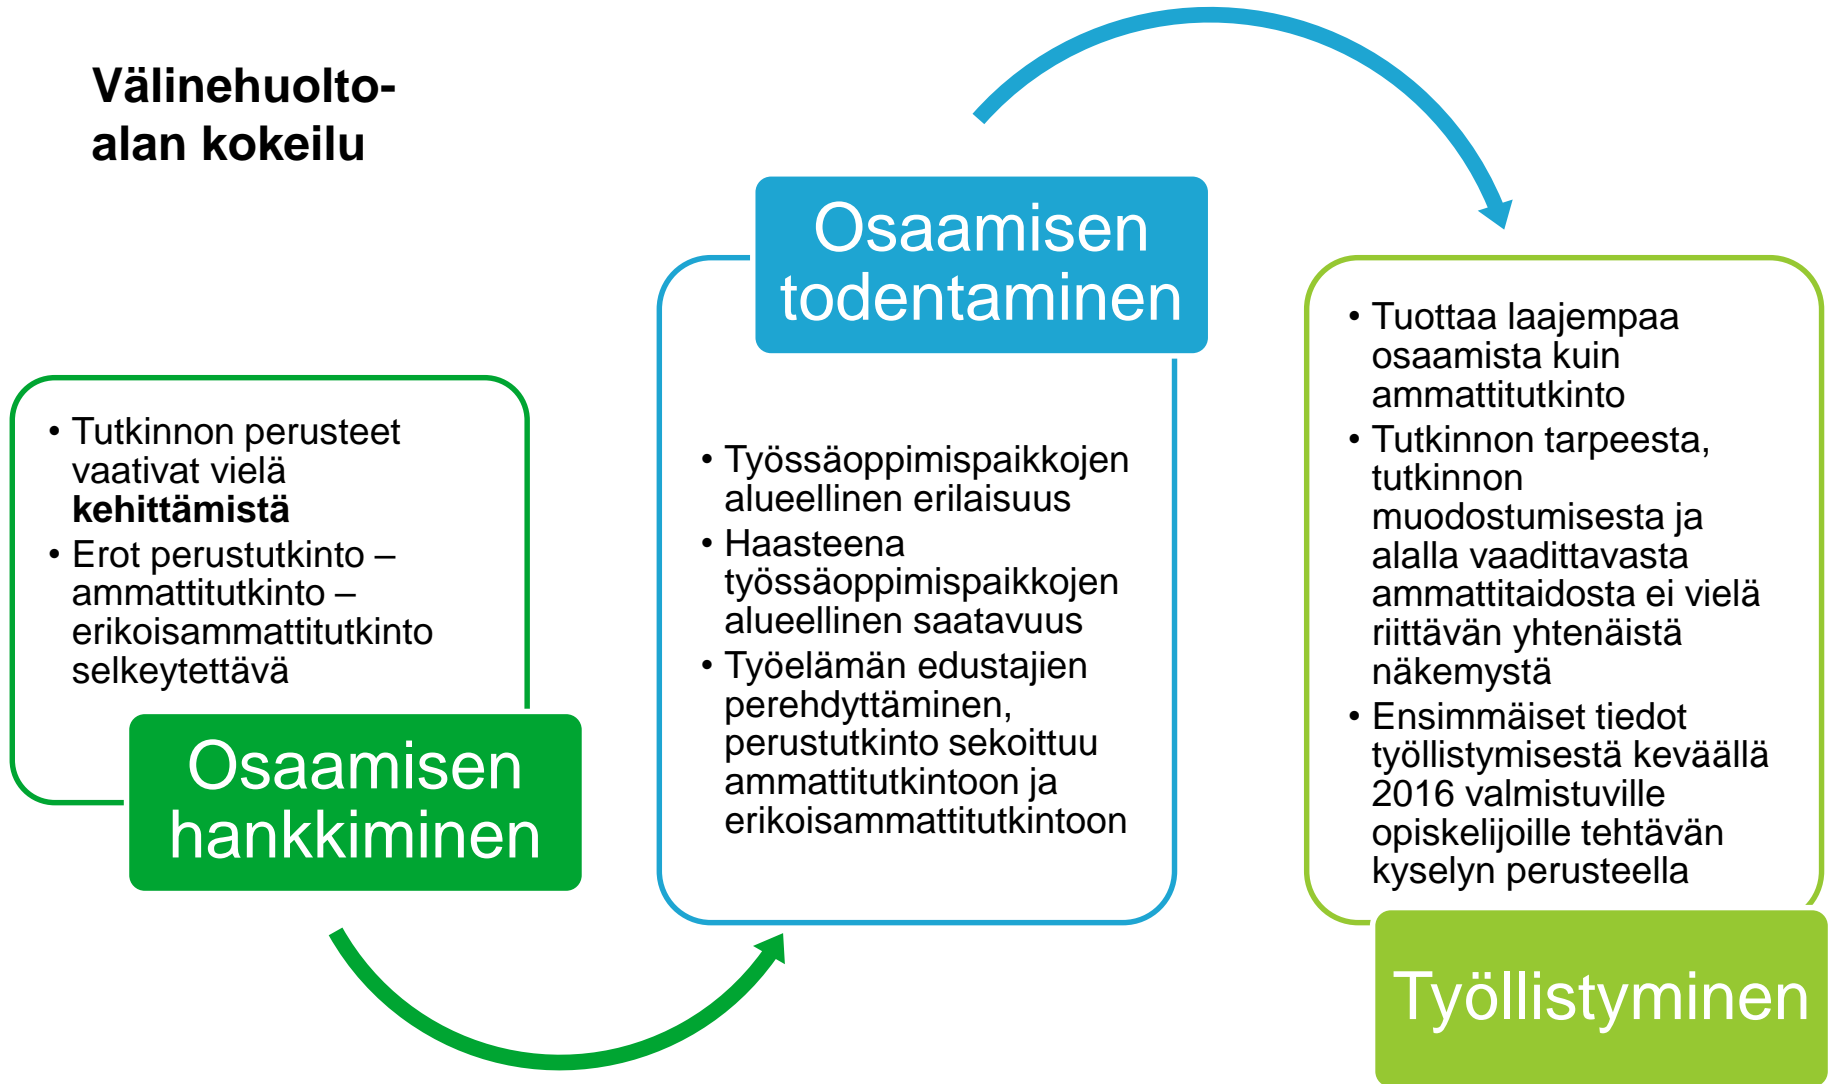 Välinehuolto-
alan kokeilu
• Tutkinnon perusteet
vaativat vielä
kehittämistä
• Erot perustutkinto –
ammattitutkinto –
erikoisammattitutkinto
selkeytettävä
Osaamisen
hankkiminen
Osaamisen
todentaminen
• Työssäoppimispaikkojen
alueellinen erilaisuus
• Haasteena
työssäoppimispaikkojen
alueellinen saatavuus
• Työelämän edustajien
perehdyttäminen,
perustutkinto sekoittuu
ammattitutkintoon ja
erikoisammattitutkintoon
• Tuottaa laajempaa
osaamista kuin
ammattitutkinto
• Tutkinnon tarpeesta,
tutkinnon
muodostumisesta ja
alalla vaadittavasta
ammattitaidosta ei vielä
riittävän yhtenäistä
näkemystä
• Ensimmäiset tiedot
työllistymisestä keväällä
2016 valmistuville
opiskelijoille tehtävän
kyselyn perusteella
Työllistyminen